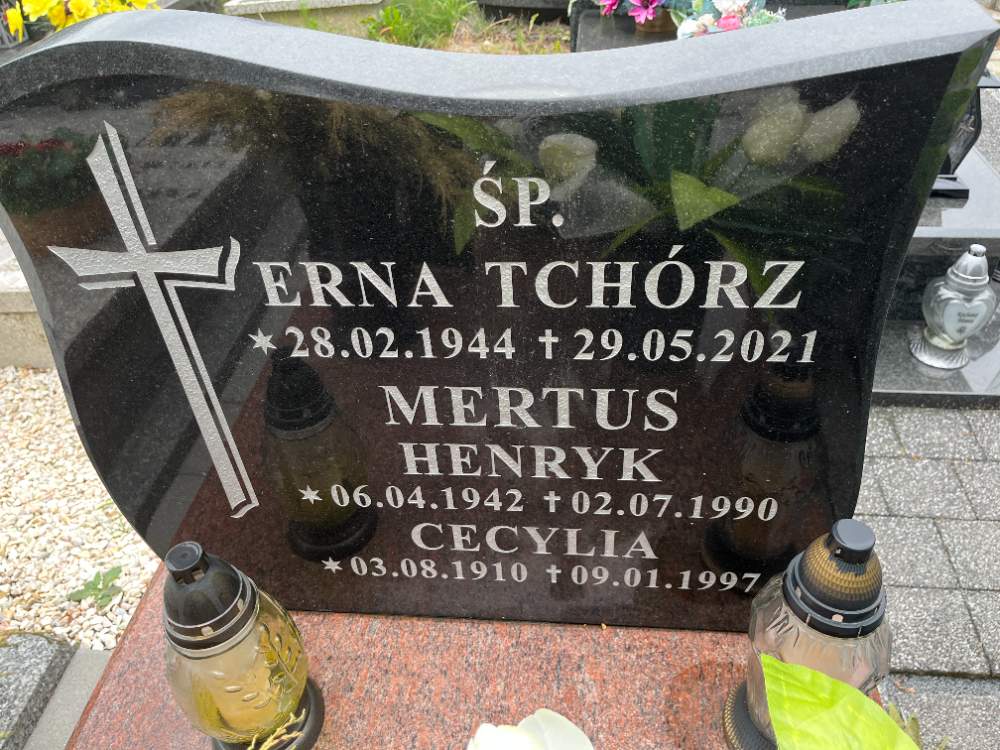 ŚP.
ERNA TCHÓRZ
✶28.02.1944 ✝29.05.2021
MERTUS
HENRYK
✶06.04.1942 ✝02.07.1990
CECYLIA
✶03.08.1910 ✝09.01.1997